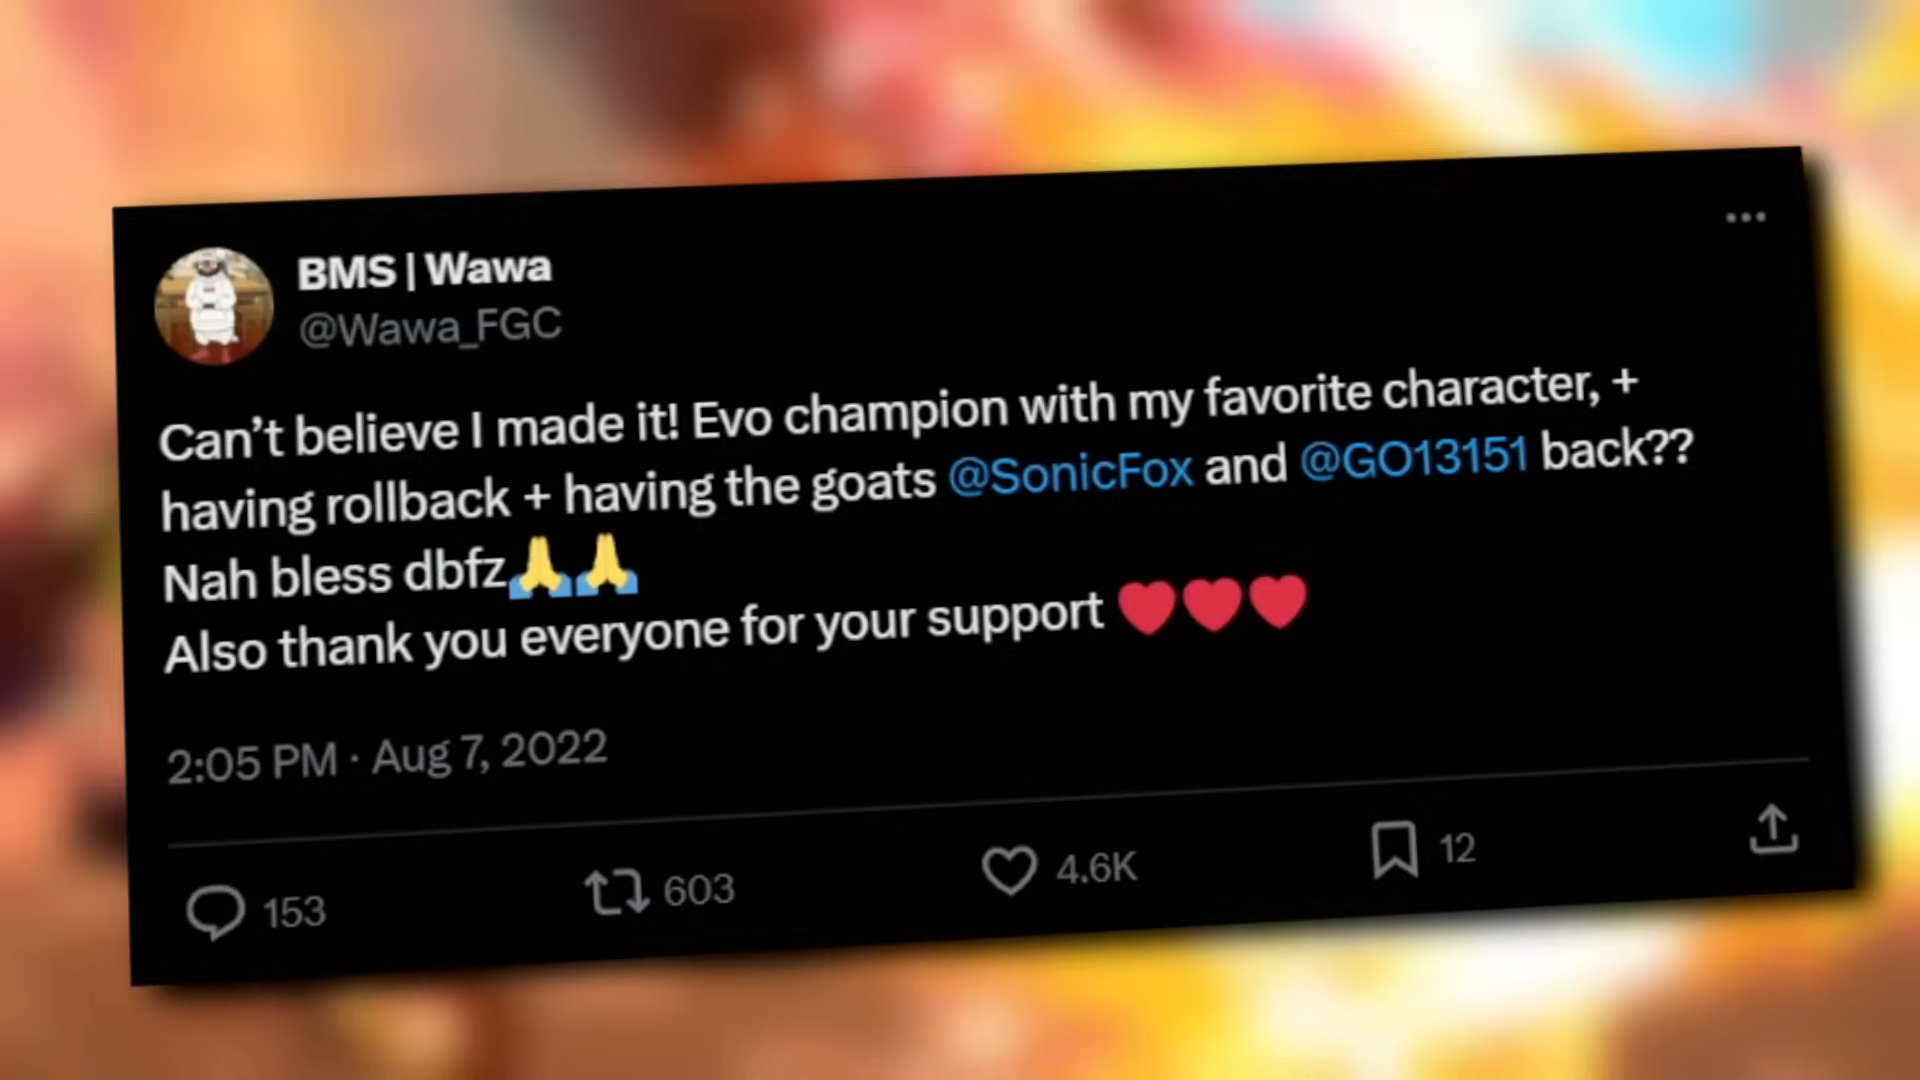 BMS | Wawa
@Wawa_FGC
Can't believe I made it! Evo champion with my favorite character, +
having rollback + having the goats @SonicFox and @GO13151 back??
Nah bless dbfz🙏🙏
Also thank you everyone for your support ❤️❤️❤️
2:05 PM · Aug 7, 2022
153 603 4.6K 12